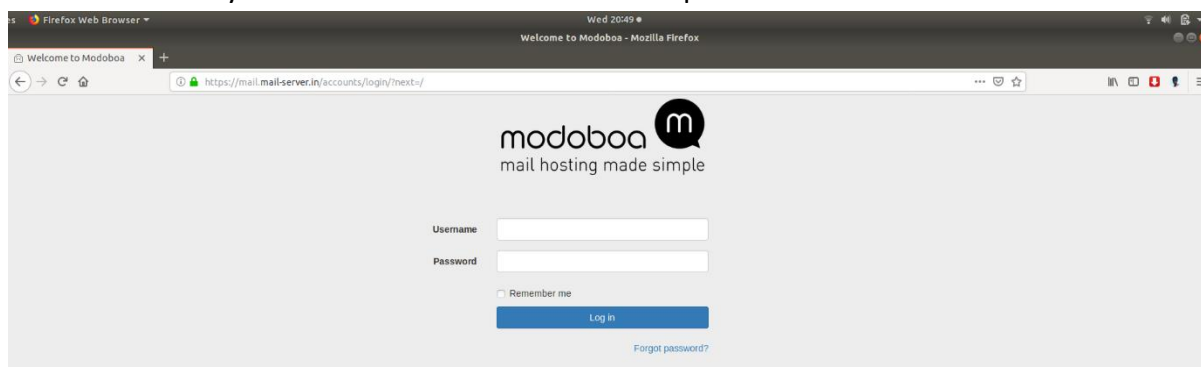 Firefox Web Browser
Wed 20:49
Welcome to Modoboa - Mozilla Firefox
Welcome to Modoboa
https://mail.mail-server.in/accounts/login/?next=/
modoboa m
mail hosting made simple
Username
Password
Remember me
Log in
Forgot password?